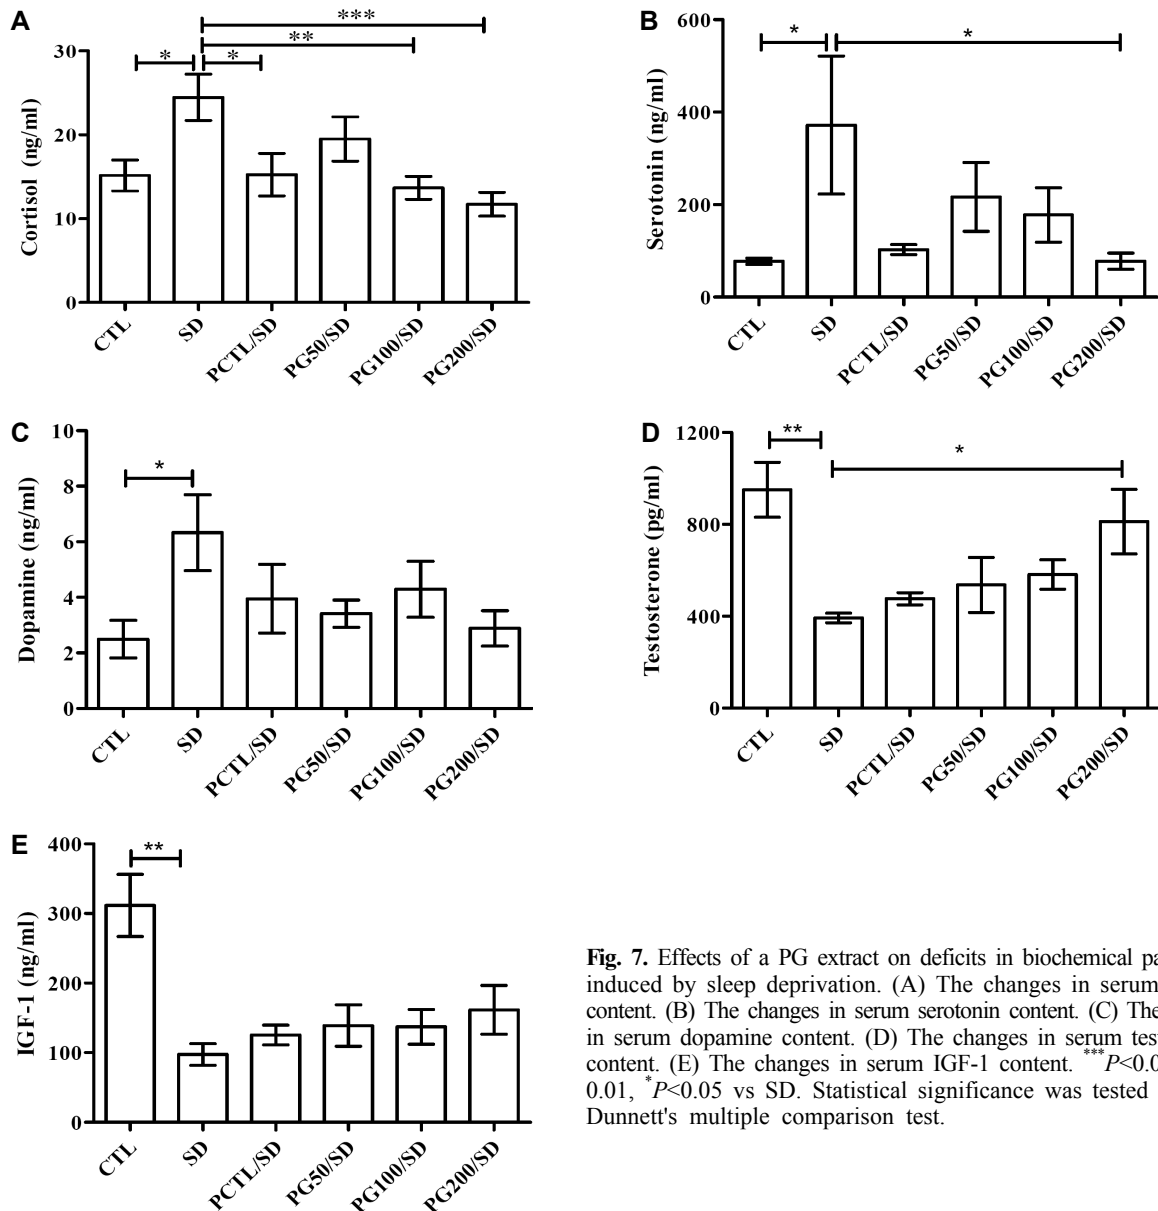 A
***
**
* *
Cortisol (ng/ml)
30
20
10
0
CTL SD PCTL/SD PG50/SD PG100/SD PG200/SD
B
* *
Serotonin (ng/ml)
600
400
200
0
CTL SD PCTL/SD PG50/SD PG100/SD PG200/SD
C
*
Dopamine (ng/ml)
10
8
6
4
2
0
CTL SD PCTL/SD PG50/SD PG100/SD PG200/SD
D
** *
Testosterone (pg/ml)
1200
800
400
0
CTL SD PCTL/SD PG50/SD PG100/SD PG200/SD
E
**
IGF-1 (ng/ml)
400
300
200
100
0
CTL SD PCTL/SD PG50/SD PG100/SD PG200/SD
Fig. 7. Effects of a PG extract on deficits in biochemical pa
induced by sleep deprivation. (A) The changes in serum
content. (B) The changes in serum serotonin content. (C) The
in serum dopamine content. (D) The changes in serum test
content. (E) The changes in serum IGF-1 content. ***P<0.0
0.01, *P<0.05 vs SD. Statistical significance was tested
Dunnett's multiple comparison test.